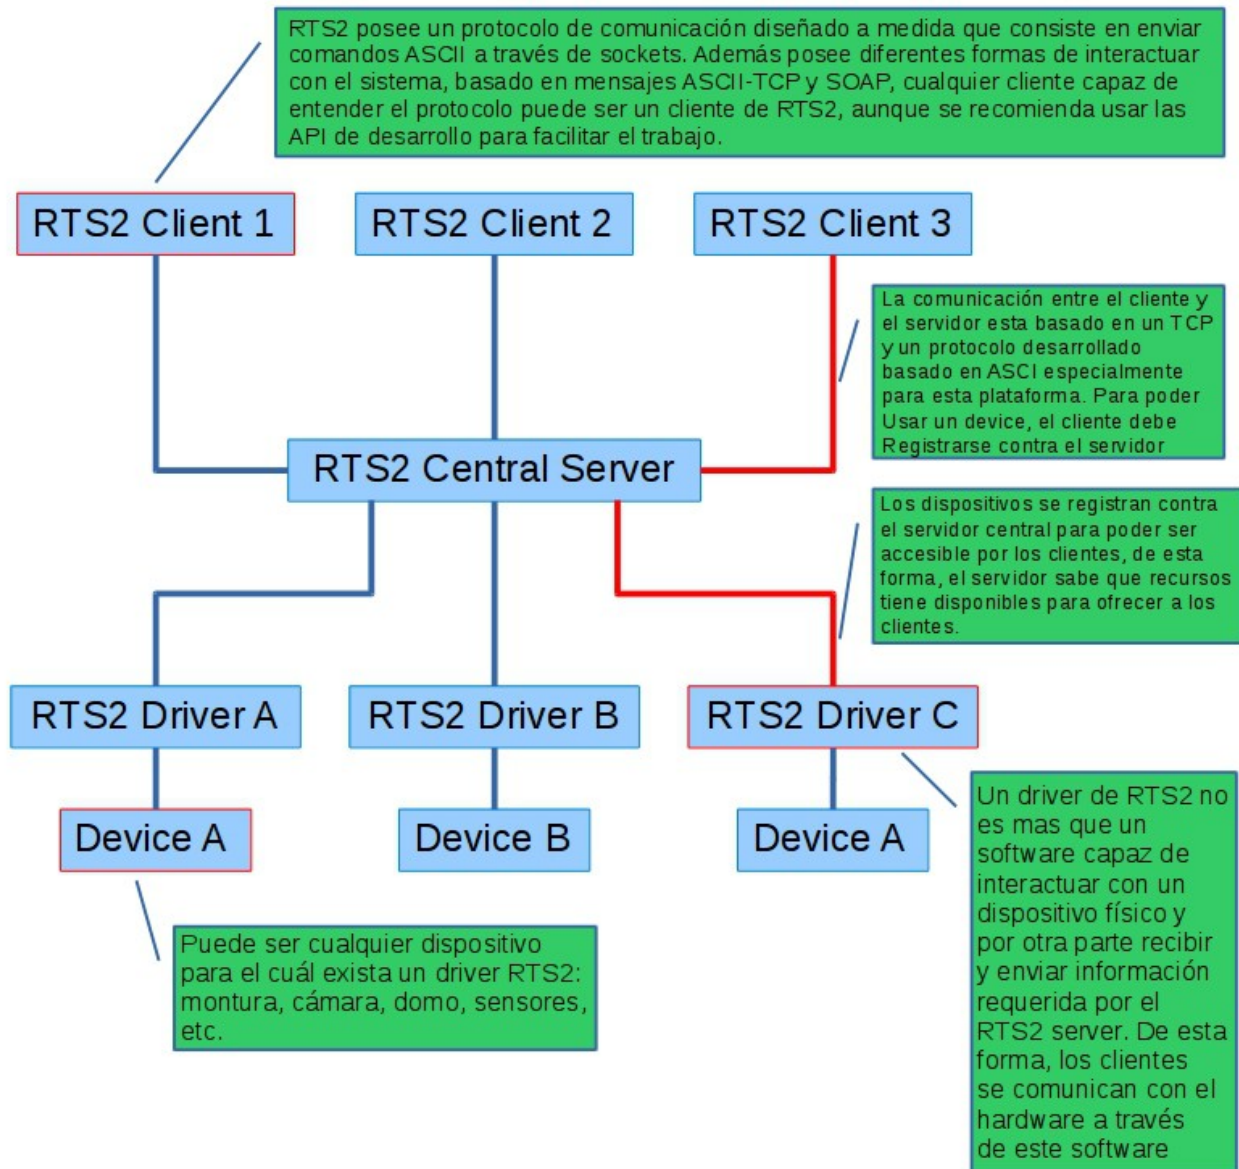 RTS2 posee un protocolo de comunicación diseñado a medida que consiste en enviar
comandos ASCII a través de sockets. Además posee diferentes formas de interactuar
con el sistema, basado en mensajes ASCII-TCP y SOAP, cualquier cliente capaz de
entender el protocolo puede ser un cliente de RTS2, aunque se recomienda usar las
API de desarrollo para facilitar el trabajo.
RTS2 Client 1
RTS2 Client 2
RTS2 Client 3
La comunicación entre el cliente y
el servidor esta basado en un TCP
y un protocolo desarrollado
basado en ASCI especialmente
para esta plataforma. Para poder
Usar un device, el cliente debe
Registrarse contra el servidor
RTS2 Central Server
Los dispositivos se registran contra
el servidor central para poder ser
accesible por los clientes, de esta
forma, el servidor sabe que recursos
tiene disponibles para ofrecer a los
clientes.
RTS2 Driver A
RTS2 Driver B
RTS2 Driver C
Device A
Device B
Device A
Un driver de RTS2 no
es mas que un
software capaz de
interactuar con un
dispositivo físico y
por otra parte recibir
y enviar información
requerida por el
RTS2 server. De esta
forma, los clientes
se comunican con el
hardware a través
de este software
Puede ser cualquier dispositivo
para el cuál exista un driver RTS2:
montura, cámara, domo, sensores,
etc.